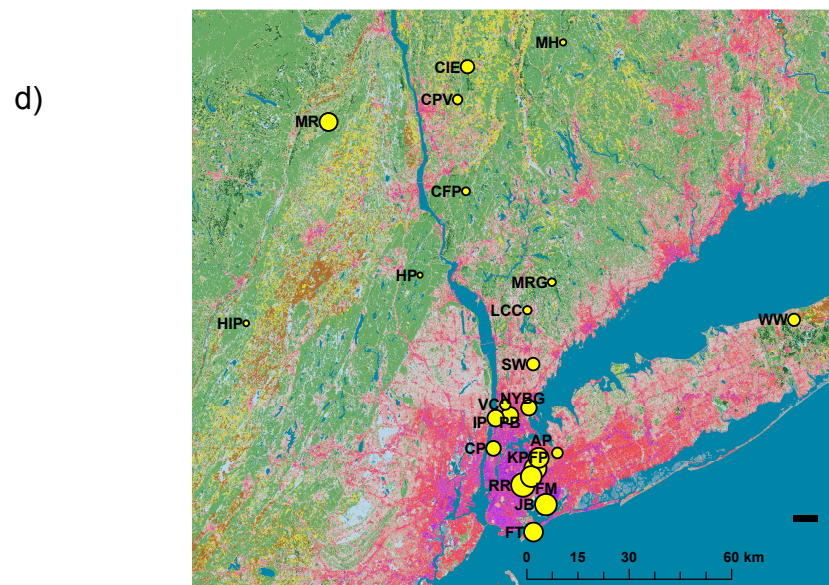 d)
MH
CIE
CPV
MR
CFP
HP
MRG
LCC
HIP
WW
SW
VC NYBG
IP PB
CP AP
KP FP
RR FM
JB
FT
0 30 60 km